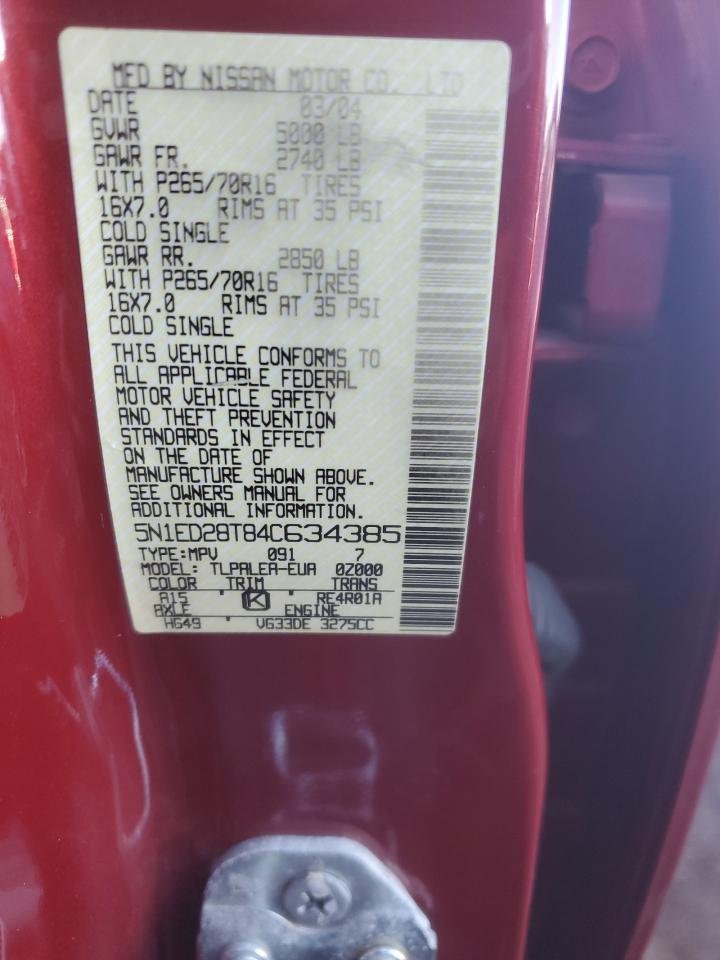 MFD BY NISSAN MOTOR CO. LTD
DATE 03/04
GVWR 5000 LB
GAWR FR. 2740 LB
WITH P265/70R16 TIRES
16X7.0 RIMS AT 35 PSI
COLD SINGLE
GAWR RR. 2850 LB
WITH P265/70R16 TIRES
16X7.0 RIMS AT 35 PSI
COLD SINGLE
THIS VEHICLE CONFORMS TO
ALL APPLICABLE FEDERAL
MOTOR VEHICLE SAFETY
AND THEFT PREVENTION
STANDARDS IN EFFECT
ON THE DATE OF
MANUFACTURE SHOWN ABOVE.
SEE OWNERS MANUAL FOR
ADDITIONAL INFORMATION.
5N1ED28T84C634385
TYPE:MPV 091 7
MODEL: TLPALEA-EUA 0Z000
COLOR TRIM TRANS
A15 K RE4R01A
AXLE ENGINE
HG49 VG33DE 3275CC